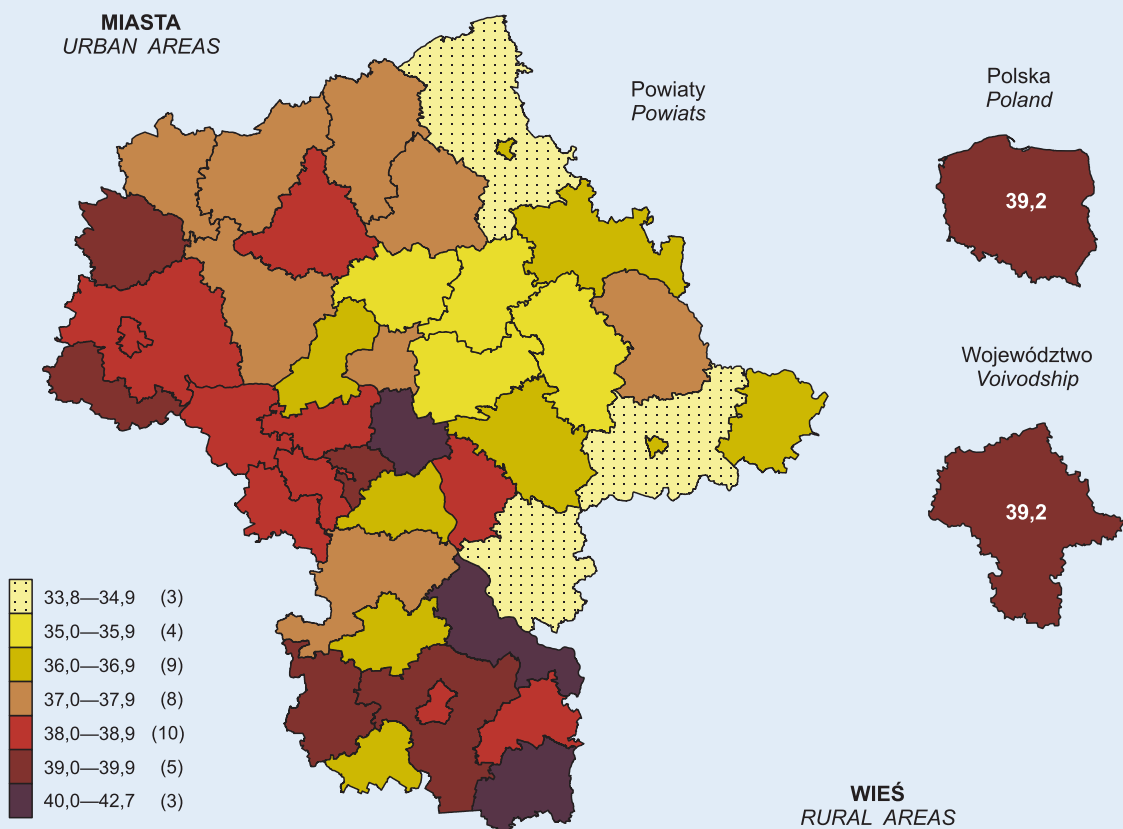 MIASTA
URBAN AREAS
Powiaty
Powiats
Polska
Poland
39,2
Województwo
Voivodship
39,2
33,8—34,9 (3)
35,0—35,9 (4)
36,0—36,9 (9)
37,0—37,9 (8)
38,0—38,9 (10)
39,0—39,9 (5)
40,0—42,7 (3)
WIEŚ
RURAL AREAS